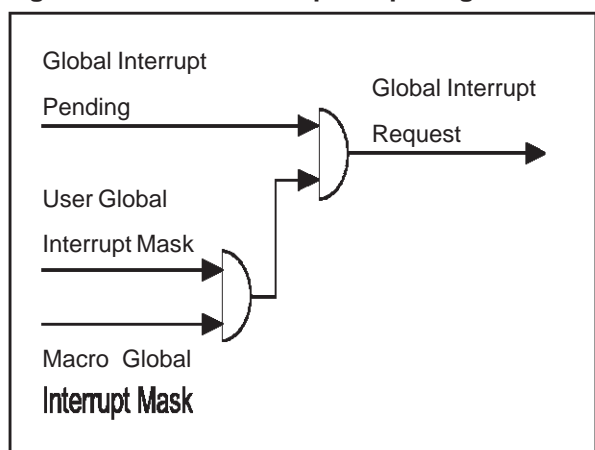 Global Interrupt
Pending
Global Interrupt
Request
User Global
Interrupt Mask
Macro Global
Interrupt Mask